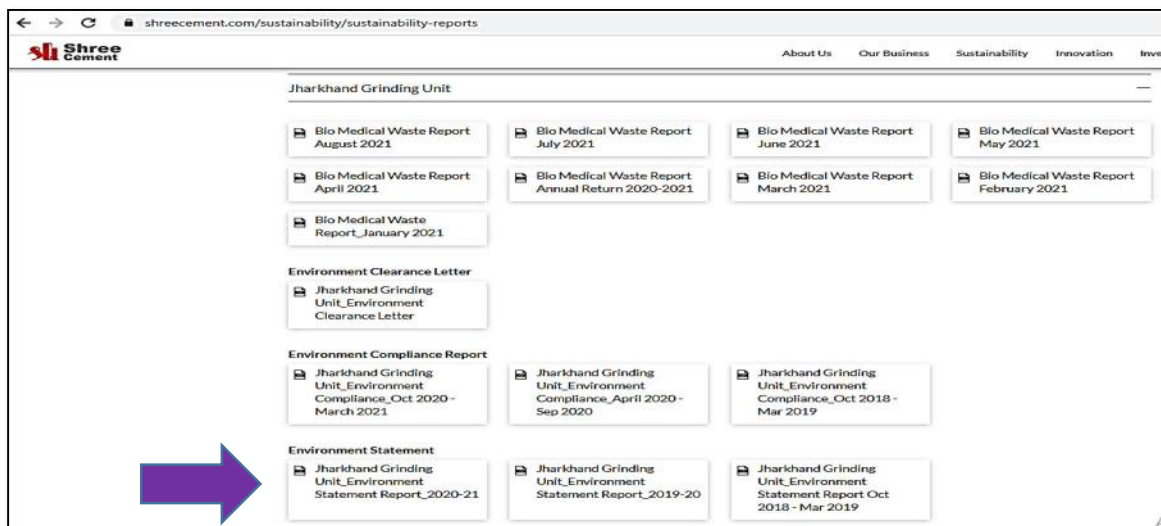 shreecement.com/sustainability/sustainability-reports
Shree
Cement
About Us Our Business Sustainability Innovation Inve
Jharkhand Grinding Unit
Bio Medical Waste Report
August 2021
Bio Medical Waste Report
July 2021
Bio Medical Waste Report
June 2021
Bio Medical Waste Report
May 2021
Bio Medical Waste Report
April 2021
Bio Medical Waste Report
Annual Return 2020-2021
Bio Medical Waste Report
March 2021
Bio Medical Waste Report
February 2021
Bio Medical Waste
Report_January 2021
Environment Clearance Letter
Jharkhand Grinding
Unit_Environment
Clearance Letter
Environment Compliance Report
Jharkhand Grinding
Unit_Environment
Compliance_Oct 2020 -
March 2021
Jharkhand Grinding
Unit_Environment
Compliance_April 2020 -
Sep 2020
Jharkhand Grinding
Unit_Environment
Compliance_Oct 2018 -
Mar 2019
Environment Statement
Jharkhand Grinding
Unit_Environment
Statement Report_2020-21
Jharkhand Grinding
Unit_Environment
Statement Report_2019-20
Jharkhand Grinding
Unit_Environment
Statement Report Oct
2018 - Mar 2019